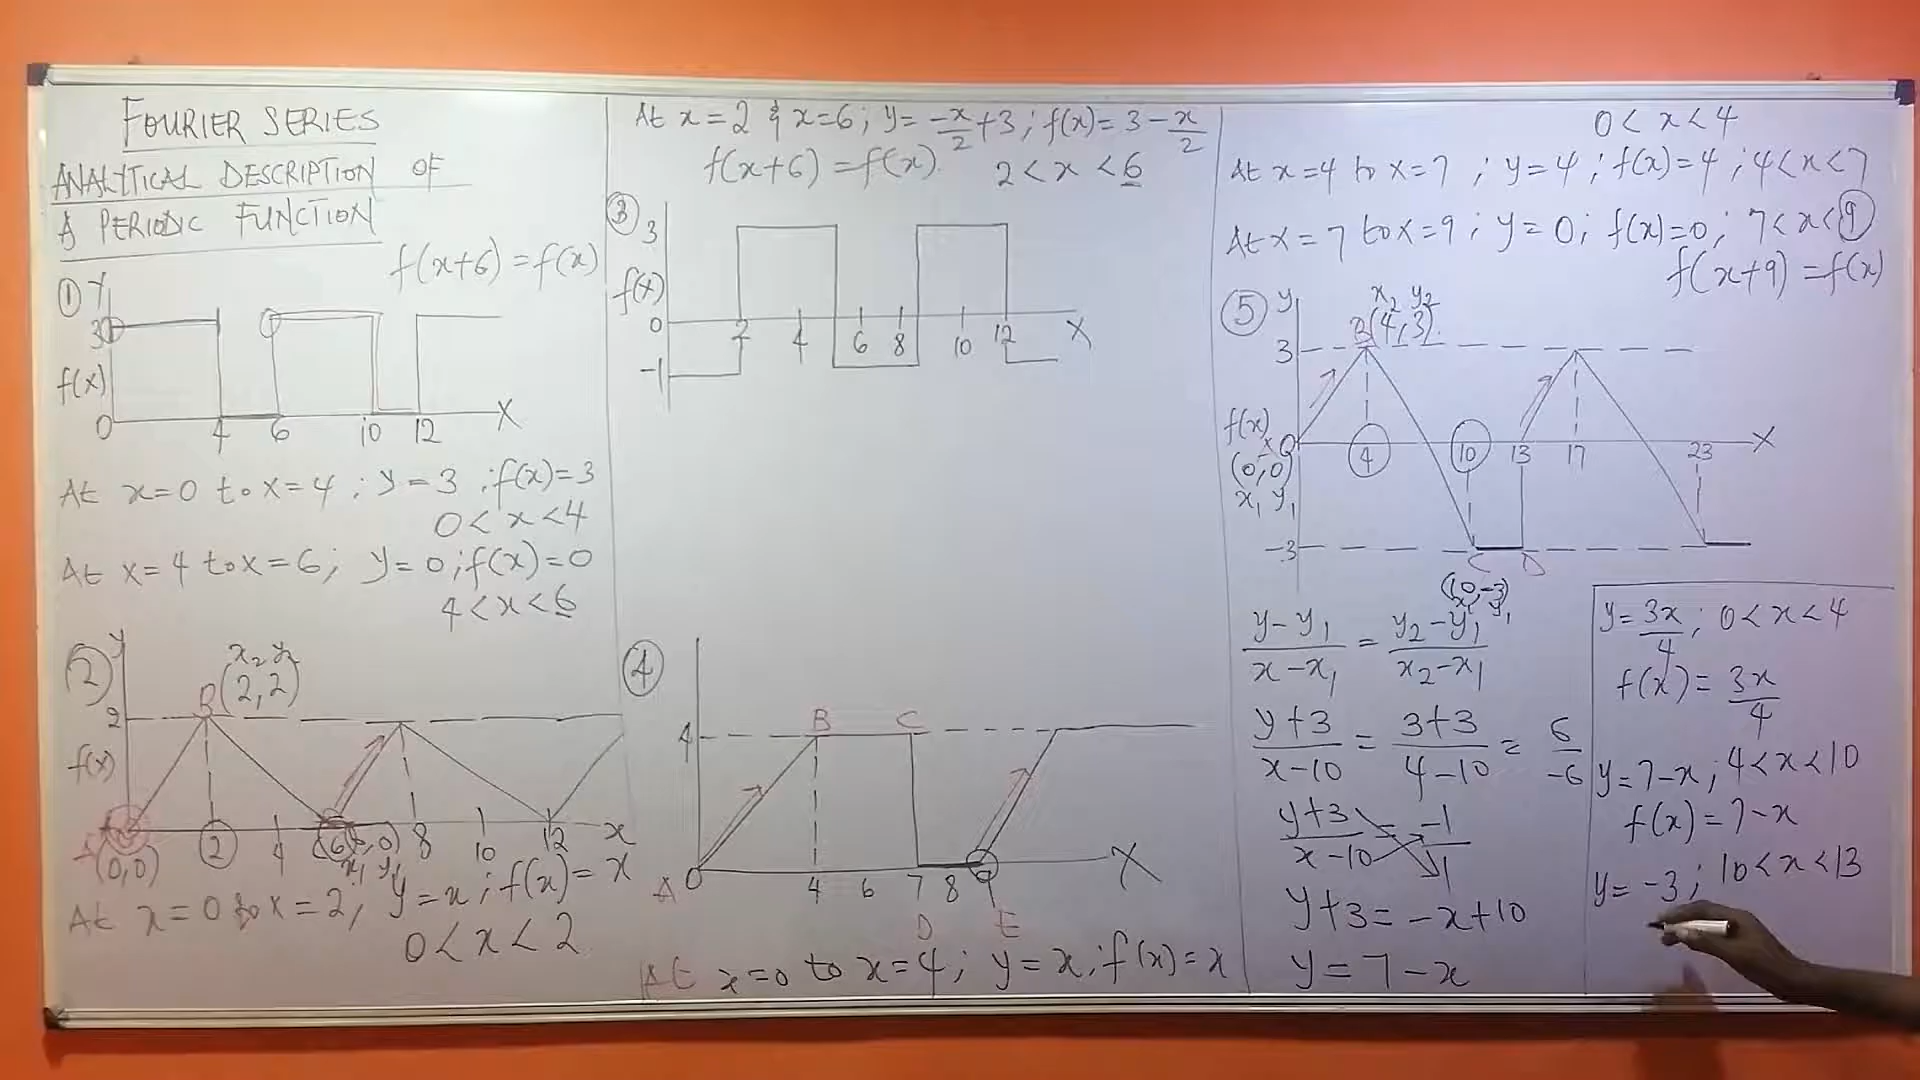 FOURIER SERIES
ANALYTICAL DESCRIPTION OF
A PERIODIC FUNCTION
f(x+6) = f(x)
① Y
3
f(x)
0 4 6 10 12 X
At x=0 to x=4 ; y=3 ; f(x)=3
0 < x < 4
At x=4 to x=6 ; y=0 ; f(x)=0
4 < x < 6
② y
x₂ y₂
B(2,2)
2
f(x)
A (0,0) 2 4 6 (6,0) 8 10 12 x
x₁ y₁
At x=0 to x=2 ; y=x ; f(x)=x
0 < x < 2
At x=2 & x=6 ; y=-x/2+3 ; f(x)=3-x/2
f(x+6) = f(x). 2 < x < 6
③ 3
f(x)
0 2 4 6 8 10 12 X
-1
④
4 B C
A 0 4 6 7 8 9 X
D E
At x=0 to x=4 ; y=x ; f(x)=x
0 < x < 4
At x=4 to x=7 ; y=4 ; f(x)=4 ; 4<x<7
At x=7 to x=9 ; y=0 ; f(x)=0 ; 7<x<9
f(x+9) = f(x)
⑤ y
x₂ y₂
B(4,3).
3
f(x)
0 4 10 13 17 23 X
(0,0)
x₁ y₁
-3 C D
(10,-3)
x₁ y₁
y-y₁/x-x₁ = y₂-y₁/x₂-x₁
y+3/x-10 = 3+3/4-10 = 6/-6
y+3/x-10 = -1/1
y+3 = -x+10
y = 7-x
y = 3x/4 ; 0<x<4
f(x) = 3x/4
y=7-x ; 4<x<10
f(x)=7-x
y=-3 ; 10<x<13